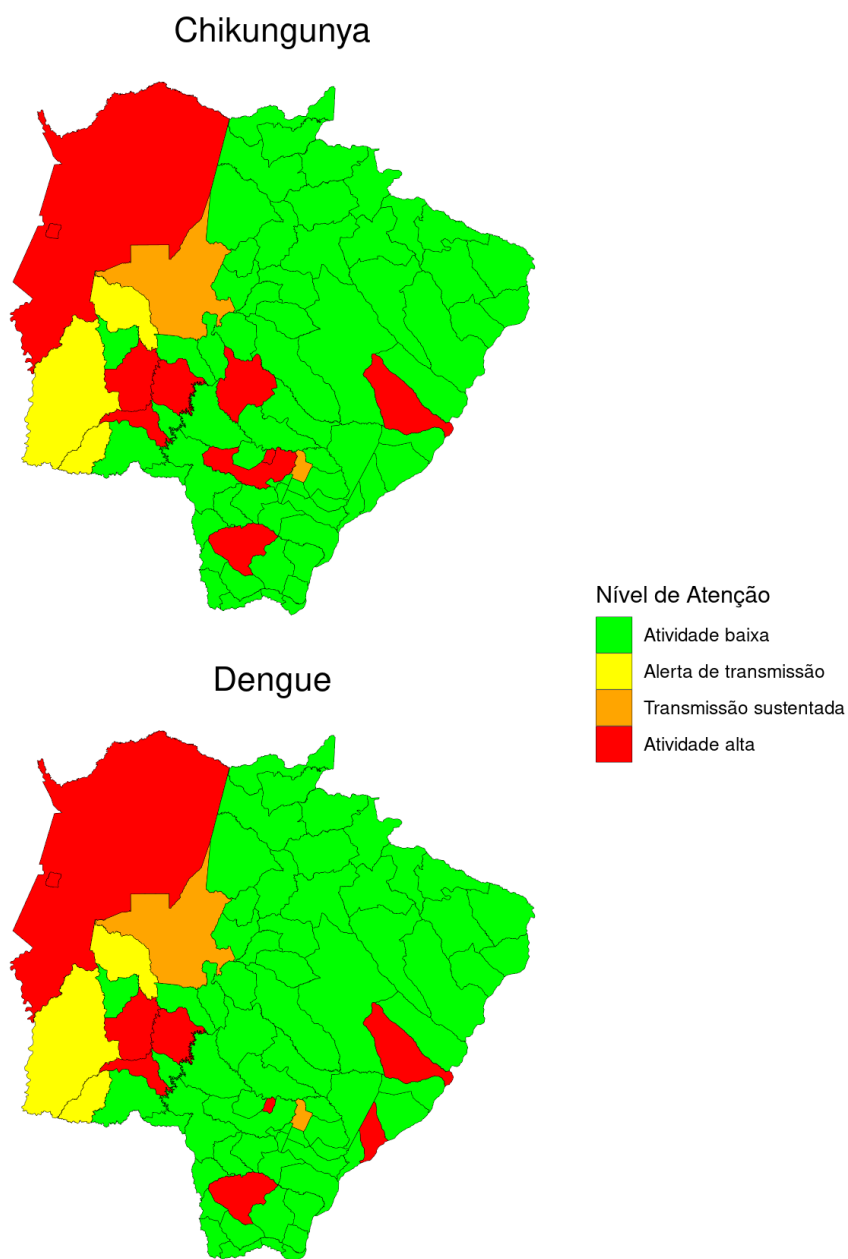 Chikungunya
Nível de Atenção
Atividade baixa
Alerta de transmissão
Transmissão sustentada
Atividade alta
Dengue